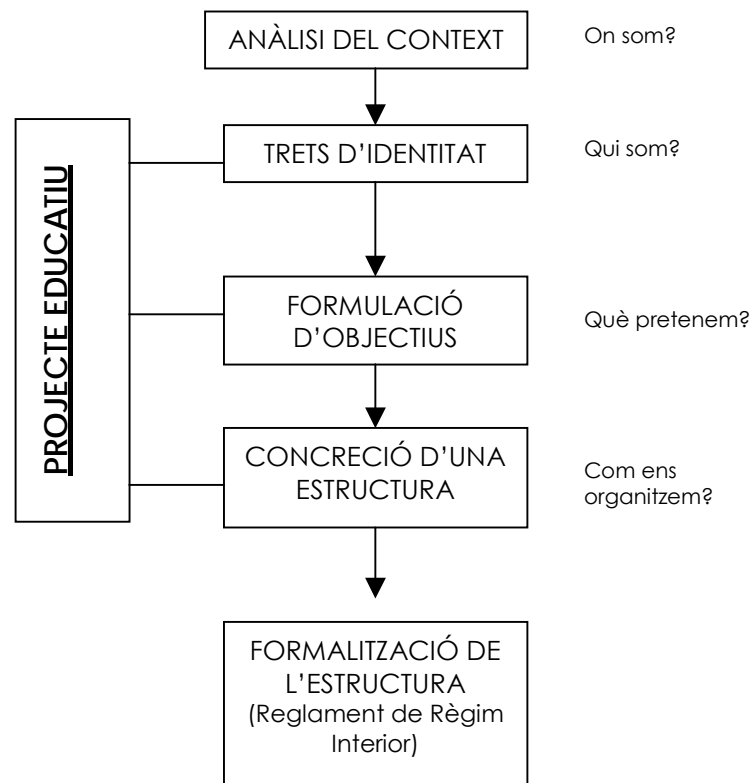 ANÀLISI DEL CONTEXT
On som?
TRETS D’IDENTITAT
Qui som?
PROJECTE EDUCATIU
FORMULACIÓ
D’OBJECTIUS
Què pretenem?
CONCRECIÓ D’UNA
ESTRUCTURA
Com ens
organitzem?
FORMALITZACIÓ DE
L’ESTRUCTURA
(Reglament de Règim
Interior)